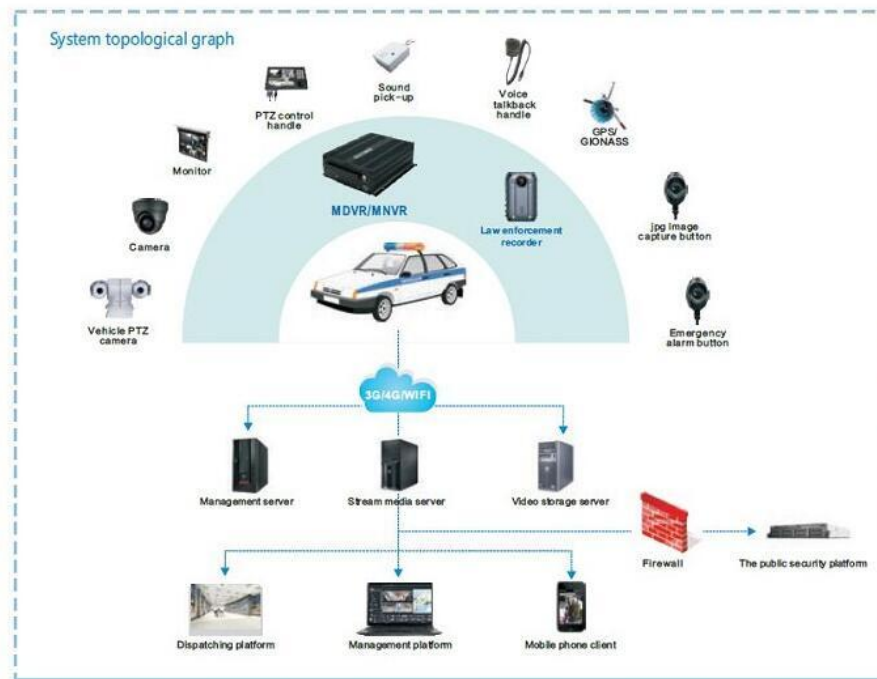 System topological graph
Sound
pick-up
Voice
talkback
handle
PTZ control
handle
GPS/
GIONASS
Monitor
MDVR/MNVR
Law enforcement
recorder
jpg image
capture button
Camera
Vehicle PTZ
camera
Emergency
alarm button
3G/4G/WIFI
Management server
Stream media server
Video storage server
Firewall
The public security platform
Dispatching platform
Management platform
Mobile phone client